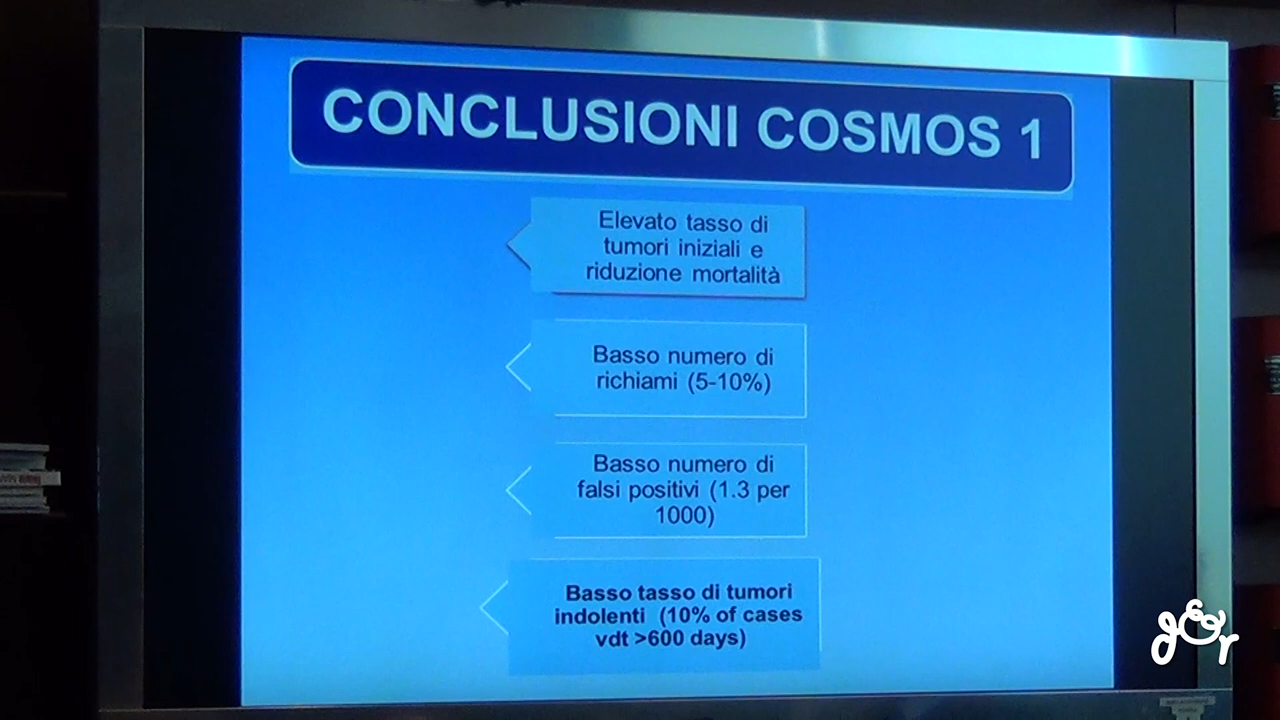 CONCLUSIONI COSMOS 1
Elevato tasso di
tumori iniziali e
riduzione mortalità
Basso numero di
richiami (5-10%)
Basso numero di
falsi positivi (1.3 per
1000)
Basso tasso di tumori
indolenti (10% of cases
vdt >600 days)
g&r